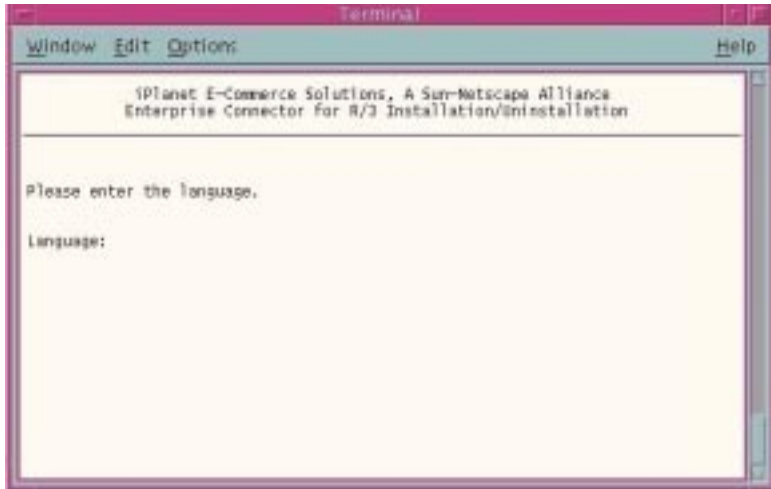 Terminal
Window Edit Options Help
iPlanet E-Commerce Solutions, A Sun-Netscape Alliance
Enterprise Connector for R/3 Installation/Uninstallation
Please enter the language.
Language: